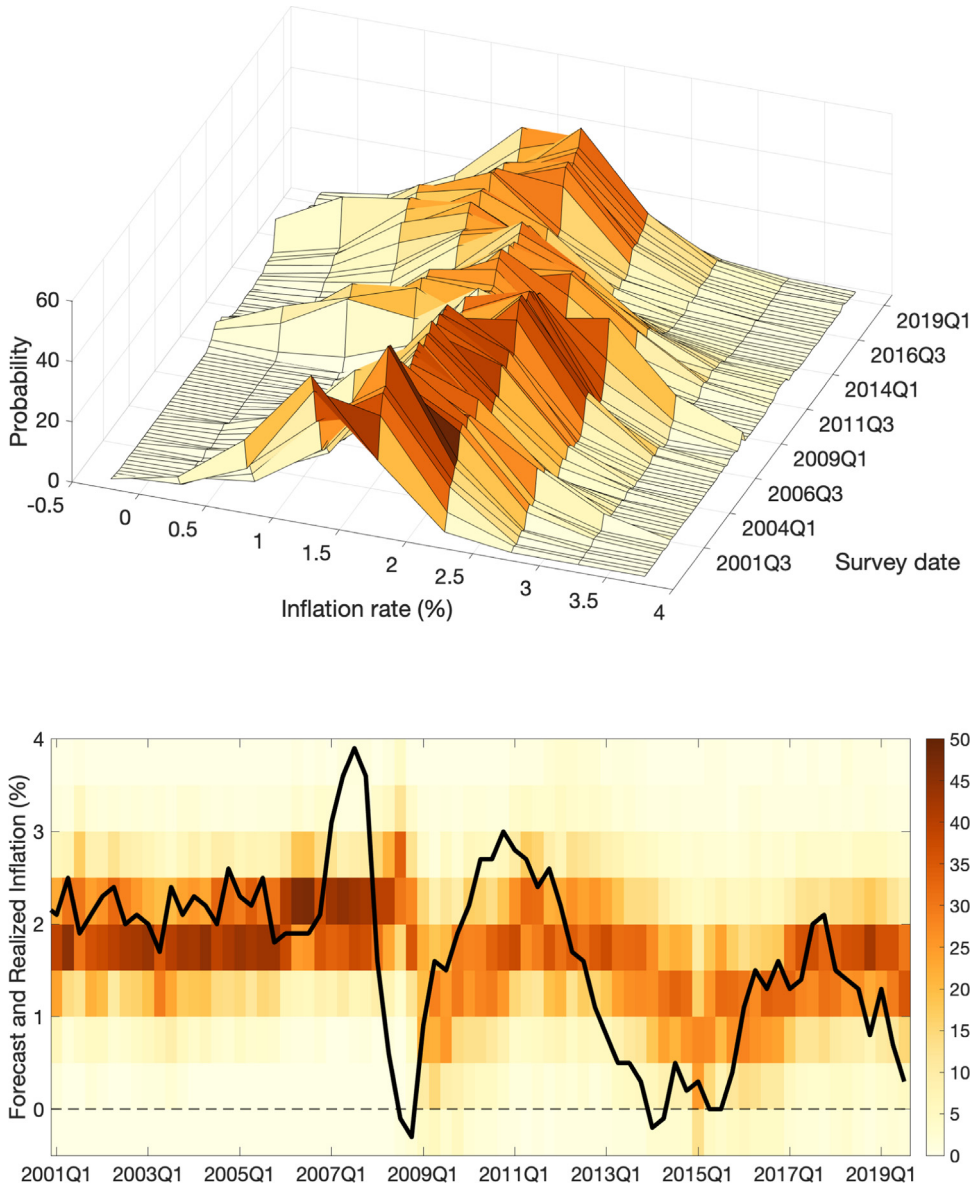 60
40
20
0
Probability
-0.5
0
0.5
1
1.5
2
2.5
3
3.5
4
Inflation rate (%)
2019Q1
2016Q3
2014Q1
2011Q3
2009Q1
2006Q3
2004Q1
2001Q3
Survey date
Forecast and Realized Inflation (%)
4
3
2
1
0
2001Q1 2003Q1 2005Q1 2007Q1 2009Q1 2011Q1 2013Q1 2015Q1 2017Q1 2019Q1
50
45
40
35
30
25
20
15
10
5
0